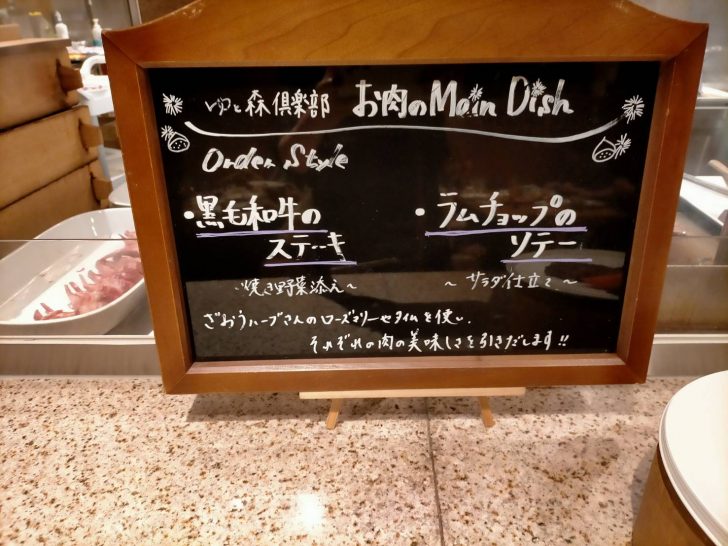 ゆと森倶楽部 お肉のMain Dish
Order Style
・黒毛和牛の
ステーキ
～焼き野菜添え～
・ラムチョップの
ソテー
～サラダ仕立て～
ざおうハーブさんのローズマリーやタイムを使い、
それぞれの肉の美味しさを引きだします!!